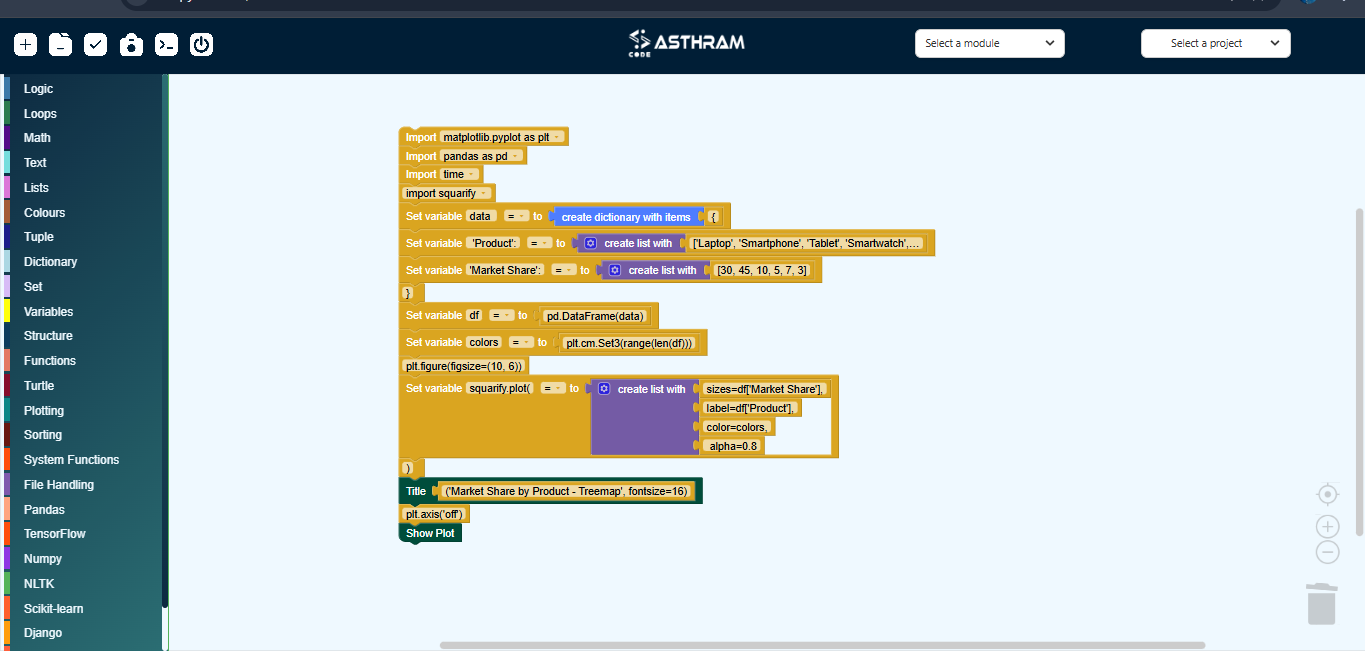 ASTHRAM
CODE
Select a module
Select a project
Logic
Loops
Math
Text
Lists
Colours
Tuple
Dictionary
Set
Variables
Structure
Functions
Turtle
Plotting
Sorting
System Functions
File Handling
Pandas
TensorFlow
Numpy
NLTK
Scikit-learn
Django
Import matplotlib.pyplot as plt
Import pandas as pd
Import time
import squarify
Set variable data = to create dictionary with items {
Set variable 'Product': = to create list with ['Laptop', 'Smartphone', 'Tablet', 'Smartwatch',...
Set variable 'Market Share': = to create list with [30, 45, 10, 5, 7, 3]
}
Set variable df = to pd.DataFrame(data)
Set variable colors = to plt.cm.Set3(range(len(df)))
plt.figure(figsize=(10, 6))
Set variable squarify.plot( = to create list with sizes=df['Market Share'],
label=df['Product'],
color=colors,
alpha=0.8
)
Title ('Market Share by Product - Treemap', fontsize=16)
plt.axis('off')
Show Plot